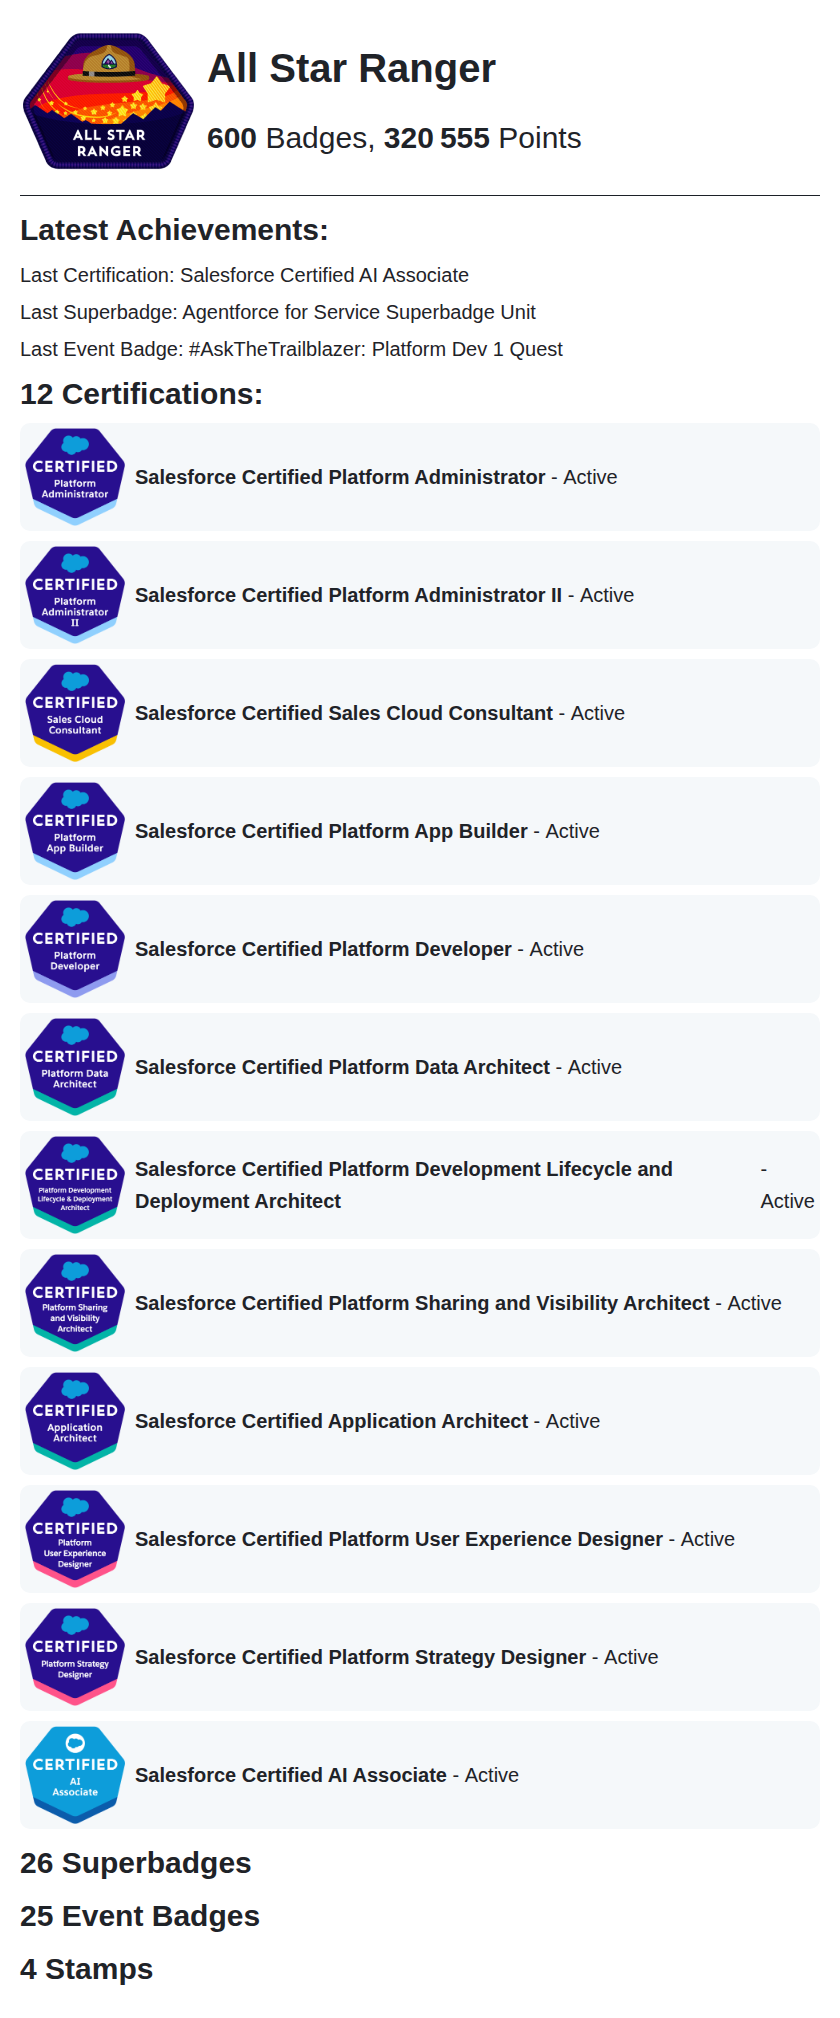 ALL STAR
RANGER
All Star Ranger
600 Badges, 320 555 Points
Latest Achievements:
Last Certification: Salesforce Certified AI Associate
Last Superbadge: Agentforce for Service Superbadge Unit
Last Event Badge: #AskTheTrailblazer: Platform Dev 1 Quest
12 Certifications:
CERTIFIED
Platform
Administrator
Salesforce Certified Platform Administrator - Active
CERTIFIED
Platform
Administrator
II
Salesforce Certified Platform Administrator II - Active
CERTIFIED
Sales Cloud
Consultant
Salesforce Certified Sales Cloud Consultant - Active
CERTIFIED
Platform
App Builder
Salesforce Certified Platform App Builder - Active
CERTIFIED
Platform
Developer
Salesforce Certified Platform Developer - Active
CERTIFIED
Platform Data
Architect
Salesforce Certified Platform Data Architect - Active
CERTIFIED
Platform Development
Lifecycle & Deployment
Architect
Salesforce Certified Platform Development Lifecycle and -
Deployment Architect Active
CERTIFIED
Platform Sharing
and Visibility
Architect
Salesforce Certified Platform Sharing and Visibility Architect - Active
CERTIFIED
Application
Architect
Salesforce Certified Application Architect - Active
CERTIFIED
Platform
User Experience
Designer
Salesforce Certified Platform User Experience Designer - Active
CERTIFIED
Platform Strategy
Designer
Salesforce Certified Platform Strategy Designer - Active
CERTIFIED
AI
Associate
Salesforce Certified AI Associate - Active
26 Superbadges
25 Event Badges
4 Stamps